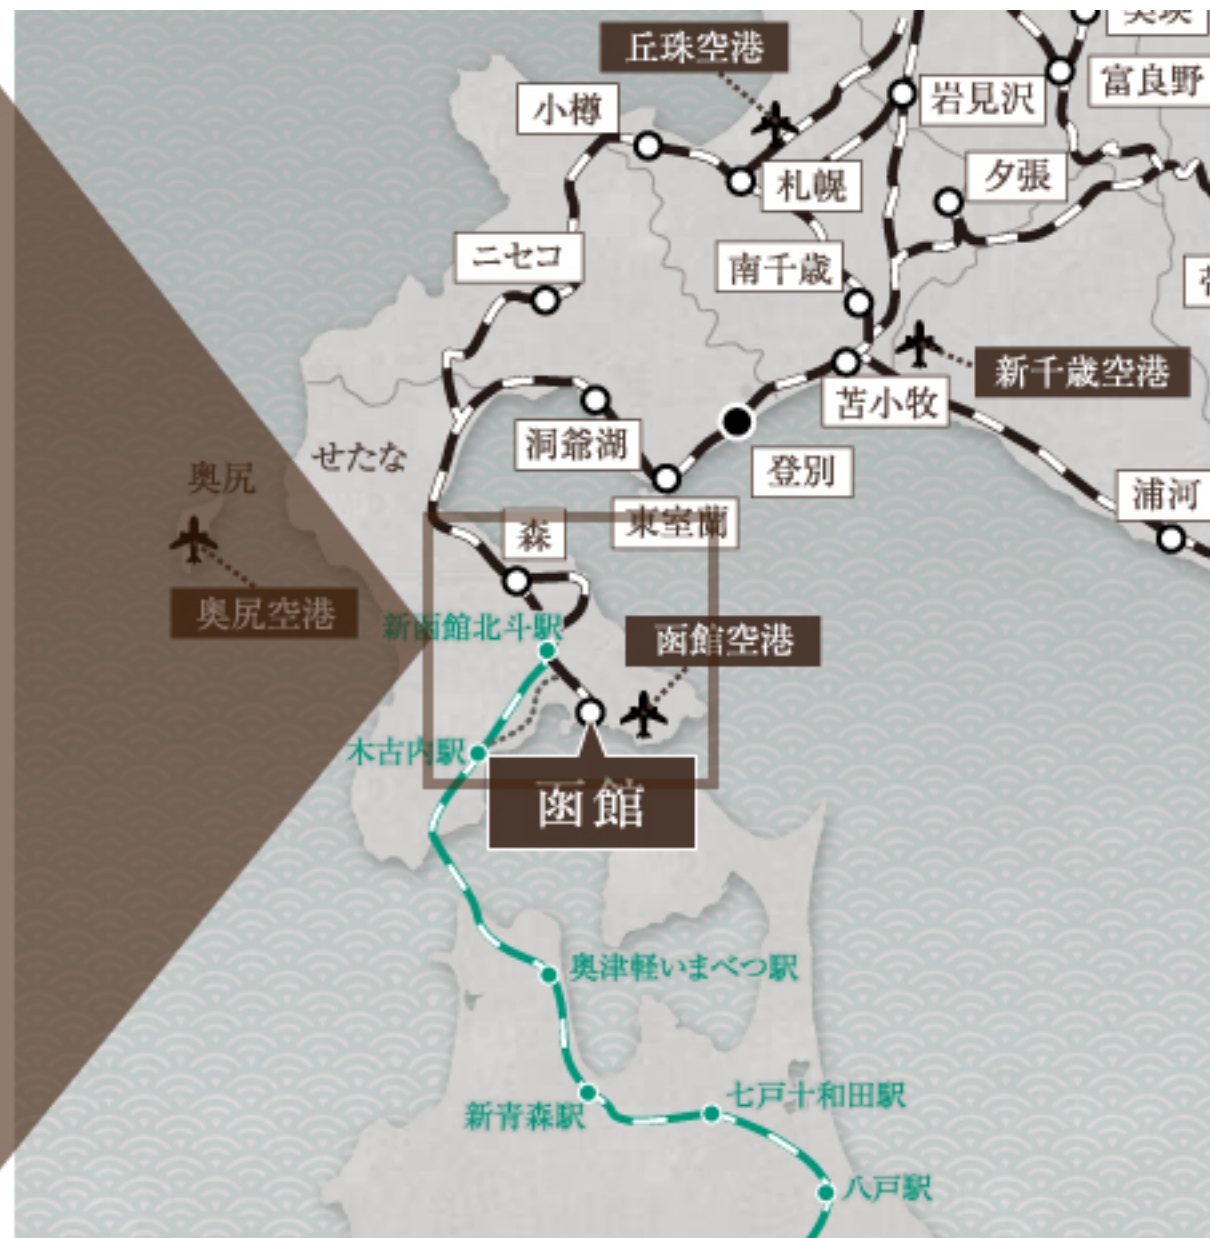 丘珠空港
富良野
小樽
岩見沢
札幌
夕張
ニセコ
南千歳
新千歳空港
苫小牧
洞爺湖
せたな
登別
奥尻
浦河
東室蘭
森
奥尻空港
新函館北斗駅
函館空港
木古内駅
函館
奥津軽いまべつ駅
七戸十和田駅
新青森駅
八戸駅